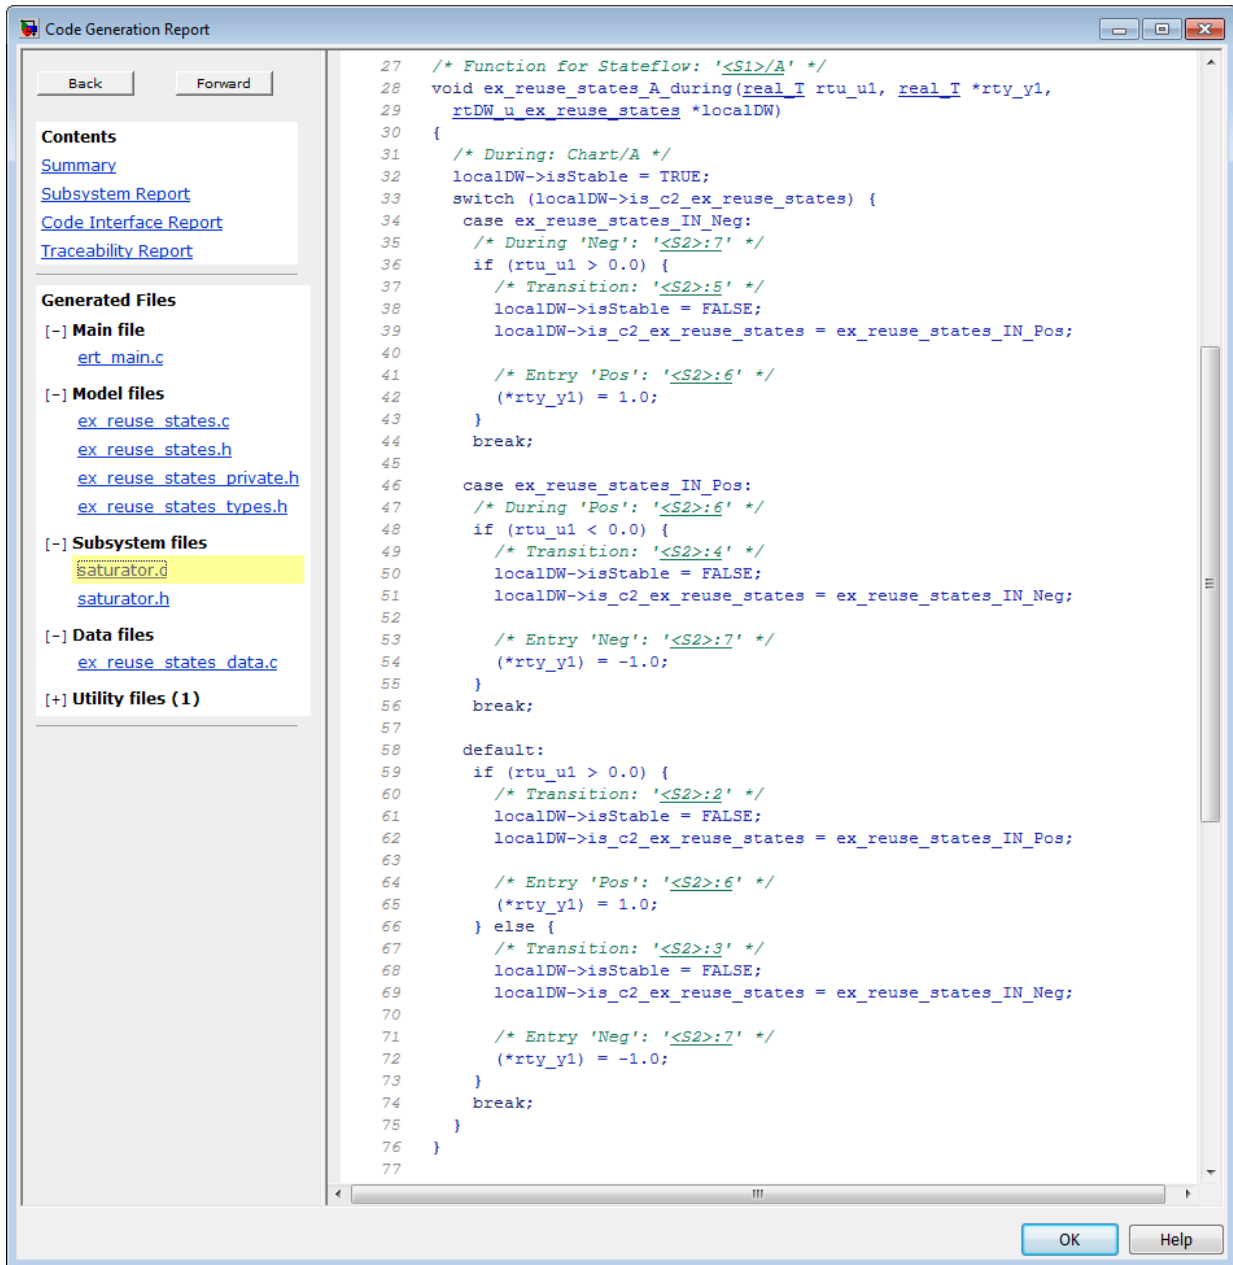 Code Generation Report
Back Forward
Contents
Summary
Subsystem Report
Code Interface Report
Traceability Report
Generated Files
[-] Main file
ert_main.c
[-] Model files
ex_reuse_states.c
ex_reuse_states.h
ex_reuse_states_private.h
ex_reuse_states_types.h
[-] Subsystem files
saturator.c
saturator.h
[-] Data files
ex_reuse_states_data.c
[+] Utility files (1)
27 /* Function for Stateflow: '<S1>/A' */
28 void ex_reuse_states_A_during(real_T rtu_u1, real_T *rty_y1,
29 rtDW_u_ex_reuse_states *localDW)
30 {
31 /* During: Chart/A */
32 localDW->isStable = TRUE;
33 switch (localDW->is_c2_ex_reuse_states) {
34 case ex_reuse_states_IN_Neg:
35 /* During 'Neg': '<S2>:7' */
36 if (rtu_u1 > 0.0) {
37 /* Transition: '<S2>:5' */
38 localDW->isStable = FALSE;
39 localDW->is_c2_ex_reuse_states = ex_reuse_states_IN_Pos;
40
41 /* Entry 'Pos': '<S2>:6' */
42 (*rty_y1) = 1.0;
43 }
44 break;
45
46 case ex_reuse_states_IN_Pos:
47 /* During 'Pos': '<S2>:6' */
48 if (rtu_u1 < 0.0) {
49 /* Transition: '<S2>:4' */
50 localDW->isStable = FALSE;
51 localDW->is_c2_ex_reuse_states = ex_reuse_states_IN_Neg;
52
53 /* Entry 'Neg': '<S2>:7' */
54 (*rty_y1) = -1.0;
55 }
56 break;
57
58 default:
59 if (rtu_u1 > 0.0) {
60 /* Transition: '<S2>:2' */
61 localDW->isStable = FALSE;
62 localDW->is_c2_ex_reuse_states = ex_reuse_states_IN_Pos;
63
64 /* Entry 'Pos': '<S2>:6' */
65 (*rty_y1) = 1.0;
66 } else {
67 /* Transition: '<S2>:3' */
68 localDW->isStable = FALSE;
69 localDW->is_c2_ex_reuse_states = ex_reuse_states_IN_Neg;
70
71 /* Entry 'Neg': '<S2>:7' */
72 (*rty_y1) = -1.0;
73 }
74 break;
75 }
76 }
77
OK Help